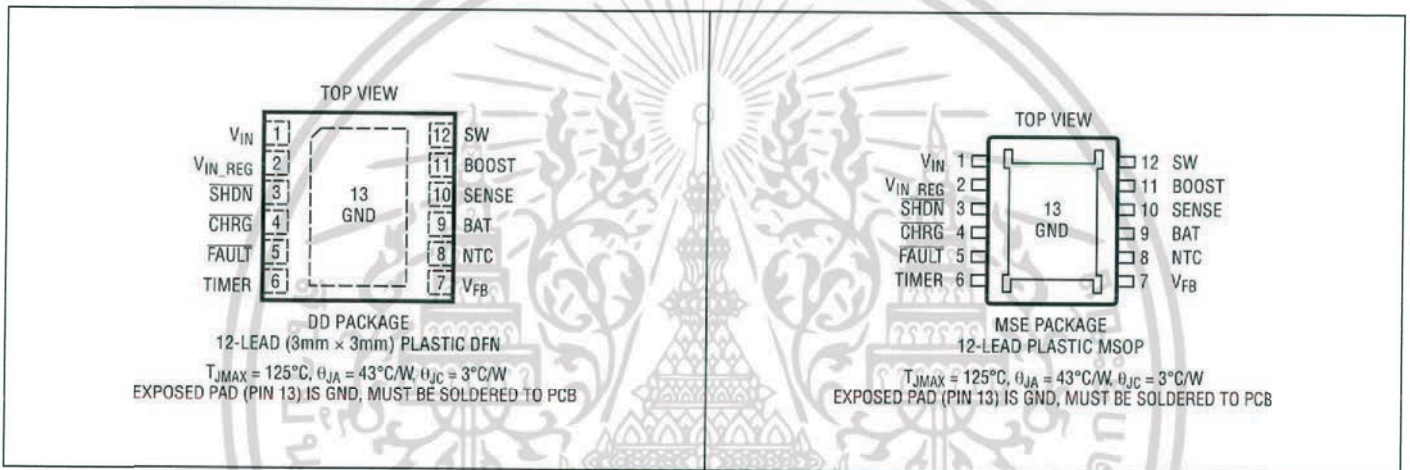 TOP VIEW
V_IN 1
V_IN_REG 2
SHDN 3
CHRG 4
FAULT 5
TIMER 6
13
GND
12 SW
11 BOOST
10 SENSE
9 BAT
8 NTC
7 V_FB
DD PACKAGE
12-LEAD (3mm × 3mm) PLASTIC DFN
T_JMAX = 125°C, θ_JA = 43°C/W, θ_JC = 3°C/W
EXPOSED PAD (PIN 13) IS GND, MUST BE SOLDERED TO PCB
TOP VIEW
V_IN 1
V_IN_REG 2
SHDN 3
CHRG 4
FAULT 5
TIMER 6
13
GND
12 SW
11 BOOST
10 SENSE
9 BAT
8 NTC
7 V_FB
MSE PACKAGE
12-LEAD PLASTIC MSOP
T_JMAX = 125°C, θ_JA = 43°C/W, θ_JC = 3°C/W
EXPOSED PAD (PIN 13) IS GND, MUST BE SOLDERED TO PCB